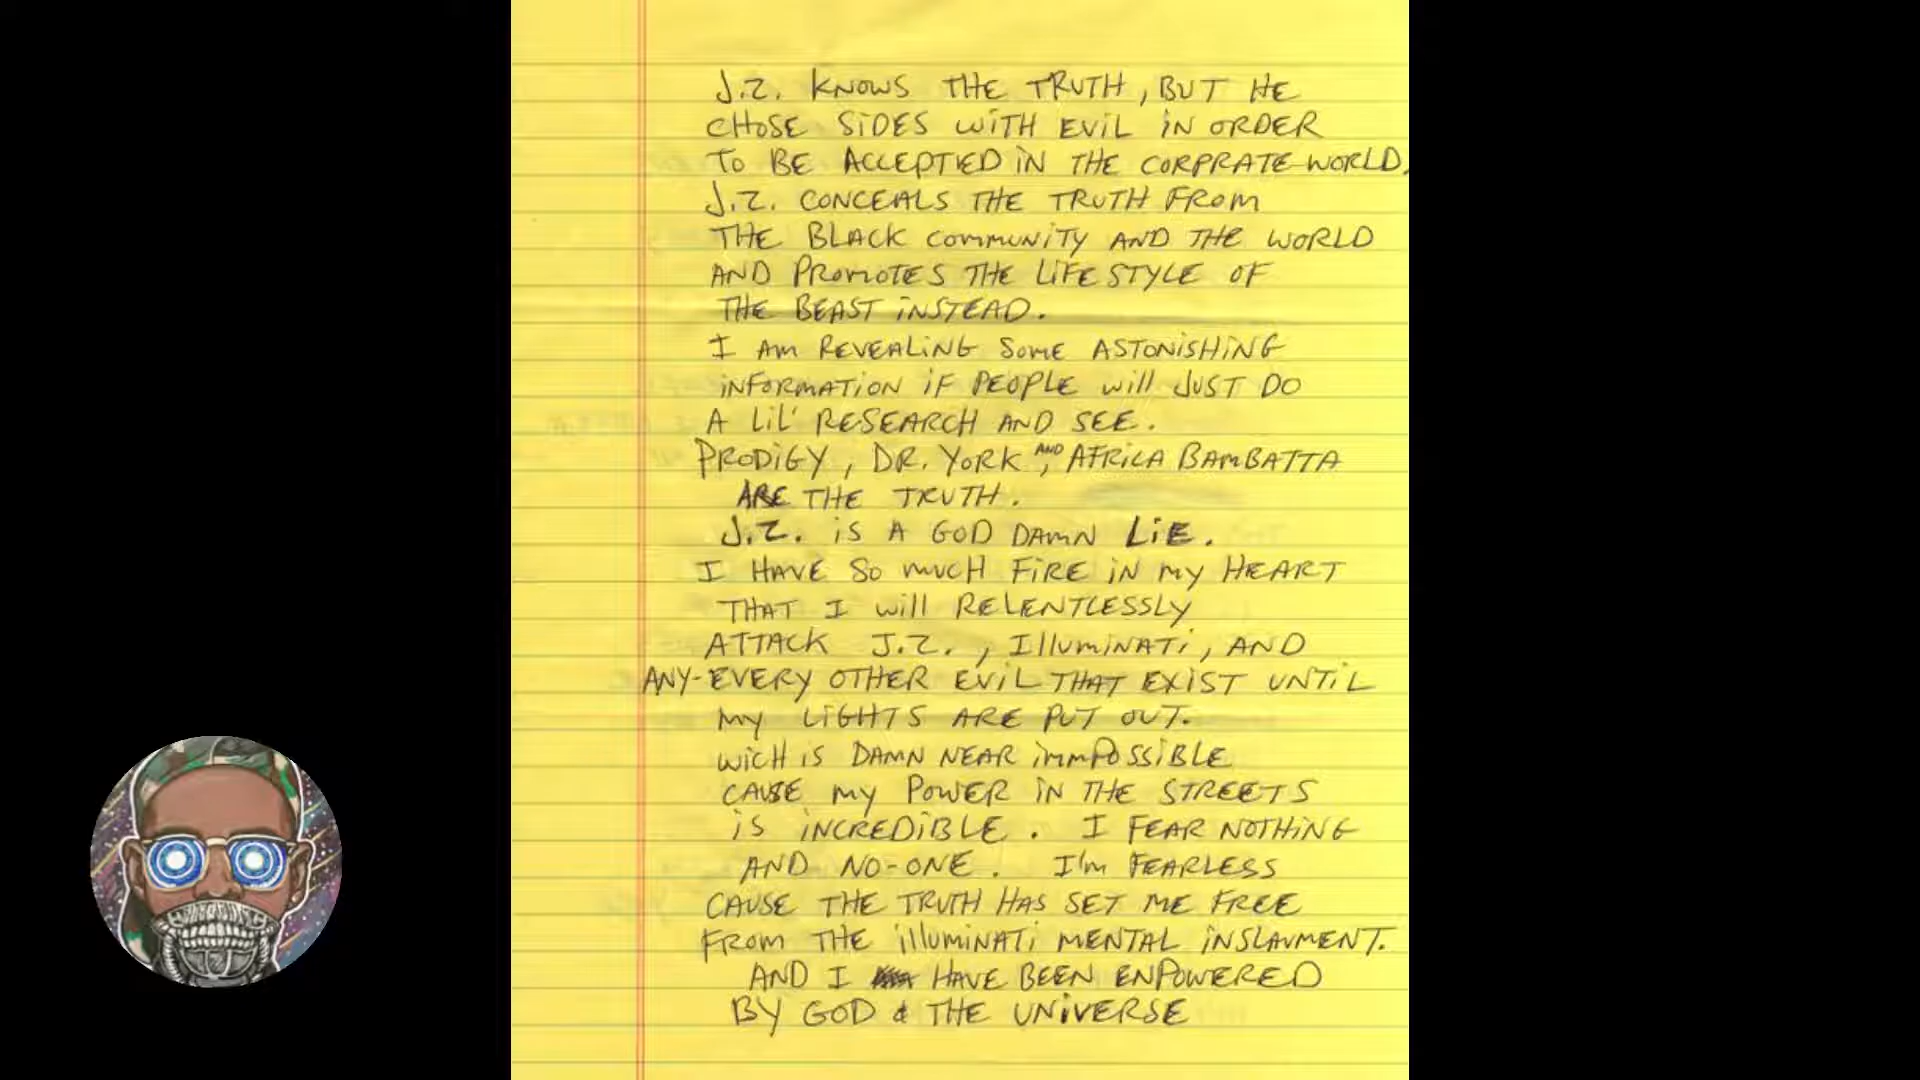 J.Z. KNOWS THE TRUTH, BUT HE
CHOSE SIDES WITH EVIL IN ORDER
TO BE ACCEPTIED IN THE CORPRATE WORLD.
J.Z. CONCEALS THE TRUTH FROM
THE BLACK COMMUNITY AND THE WORLD
AND PROMOTES THE LIFESTYLE OF
THE BEAST INSTEAD.
I AM REVEALING SOME ASTONISHING
INFORMATION IF PEOPLE WILL JUST DO
A LIL' RESEARCH AND SEE.
PRODIGY, DR. YORK, AND AFRICA BAMBATTA
ARE THE TRUTH.
J.Z. IS A GOD DAMN LIE.
I HAVE SO MUCH FIRE IN MY HEART
THAT I WILL RELENTLESSLY
ATTACK J.Z., ILLUMINATI, AND
ANY-EVERY OTHER EVIL THAT EXIST UNTIL
MY LIGHTS ARE PUT OUT.
WICH IS DAMN NEAR IMMPOSSIBLE
CAUSE MY POWER IN THE STREETS
IS INCREDIBLE. I FEAR NOTHING
AND NO-ONE. I'M FEARLESS
CAUSE THE TRUTH HAS SET ME FREE
FROM THE ILLUMINATI MENTAL INSLAVMENT.
AND I HAVE BEEN ENPOWERED
BY GOD & THE UNIVERSE